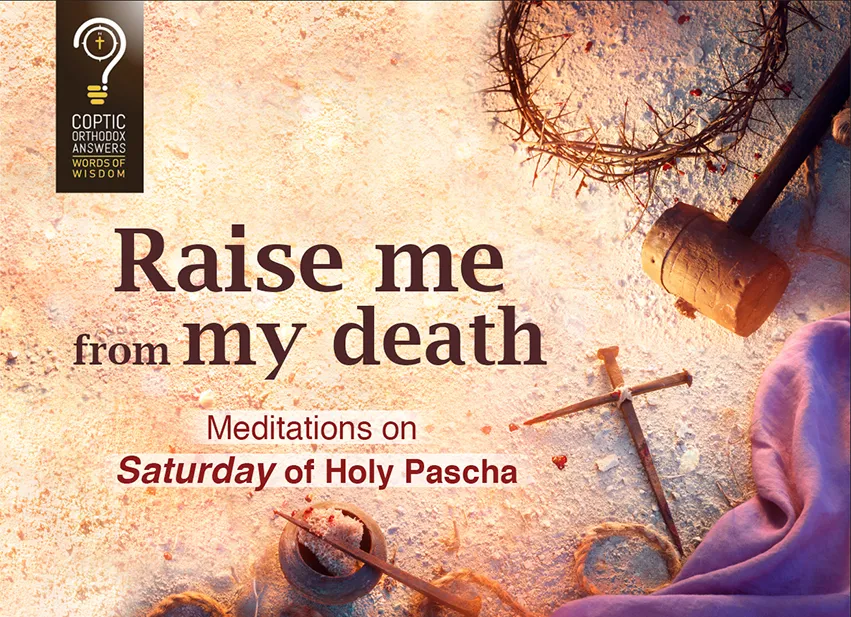 COPTIC
ORTHODOX
ANSWERS
WORDS OF
WISDOM
Raise me
from my death
Meditations on
Saturday of Holy Pascha